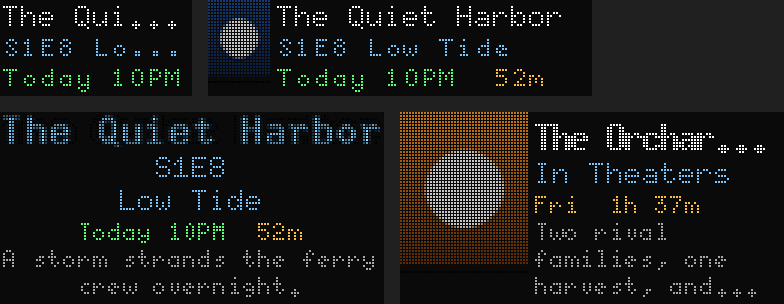 The Qui...
S1E8 Lo...
Today 10PM
The Quiet Harbor
S1E8 Low Tide
Today 10PM 52m
The Quiet Harbor
S1E8
Low Tide
Today 10PM 52m
A storm strands the ferry
crew overnight.
The Orchar...
In Theaters
Fri 1h 37m
Two rival
families, one
harvest, and...